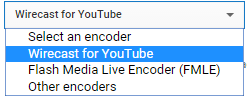 Wirecast for YouTube
Select an encoder
Wirecast for YouTube
Flash Media Live Encoder (FMLE)
Other encoders